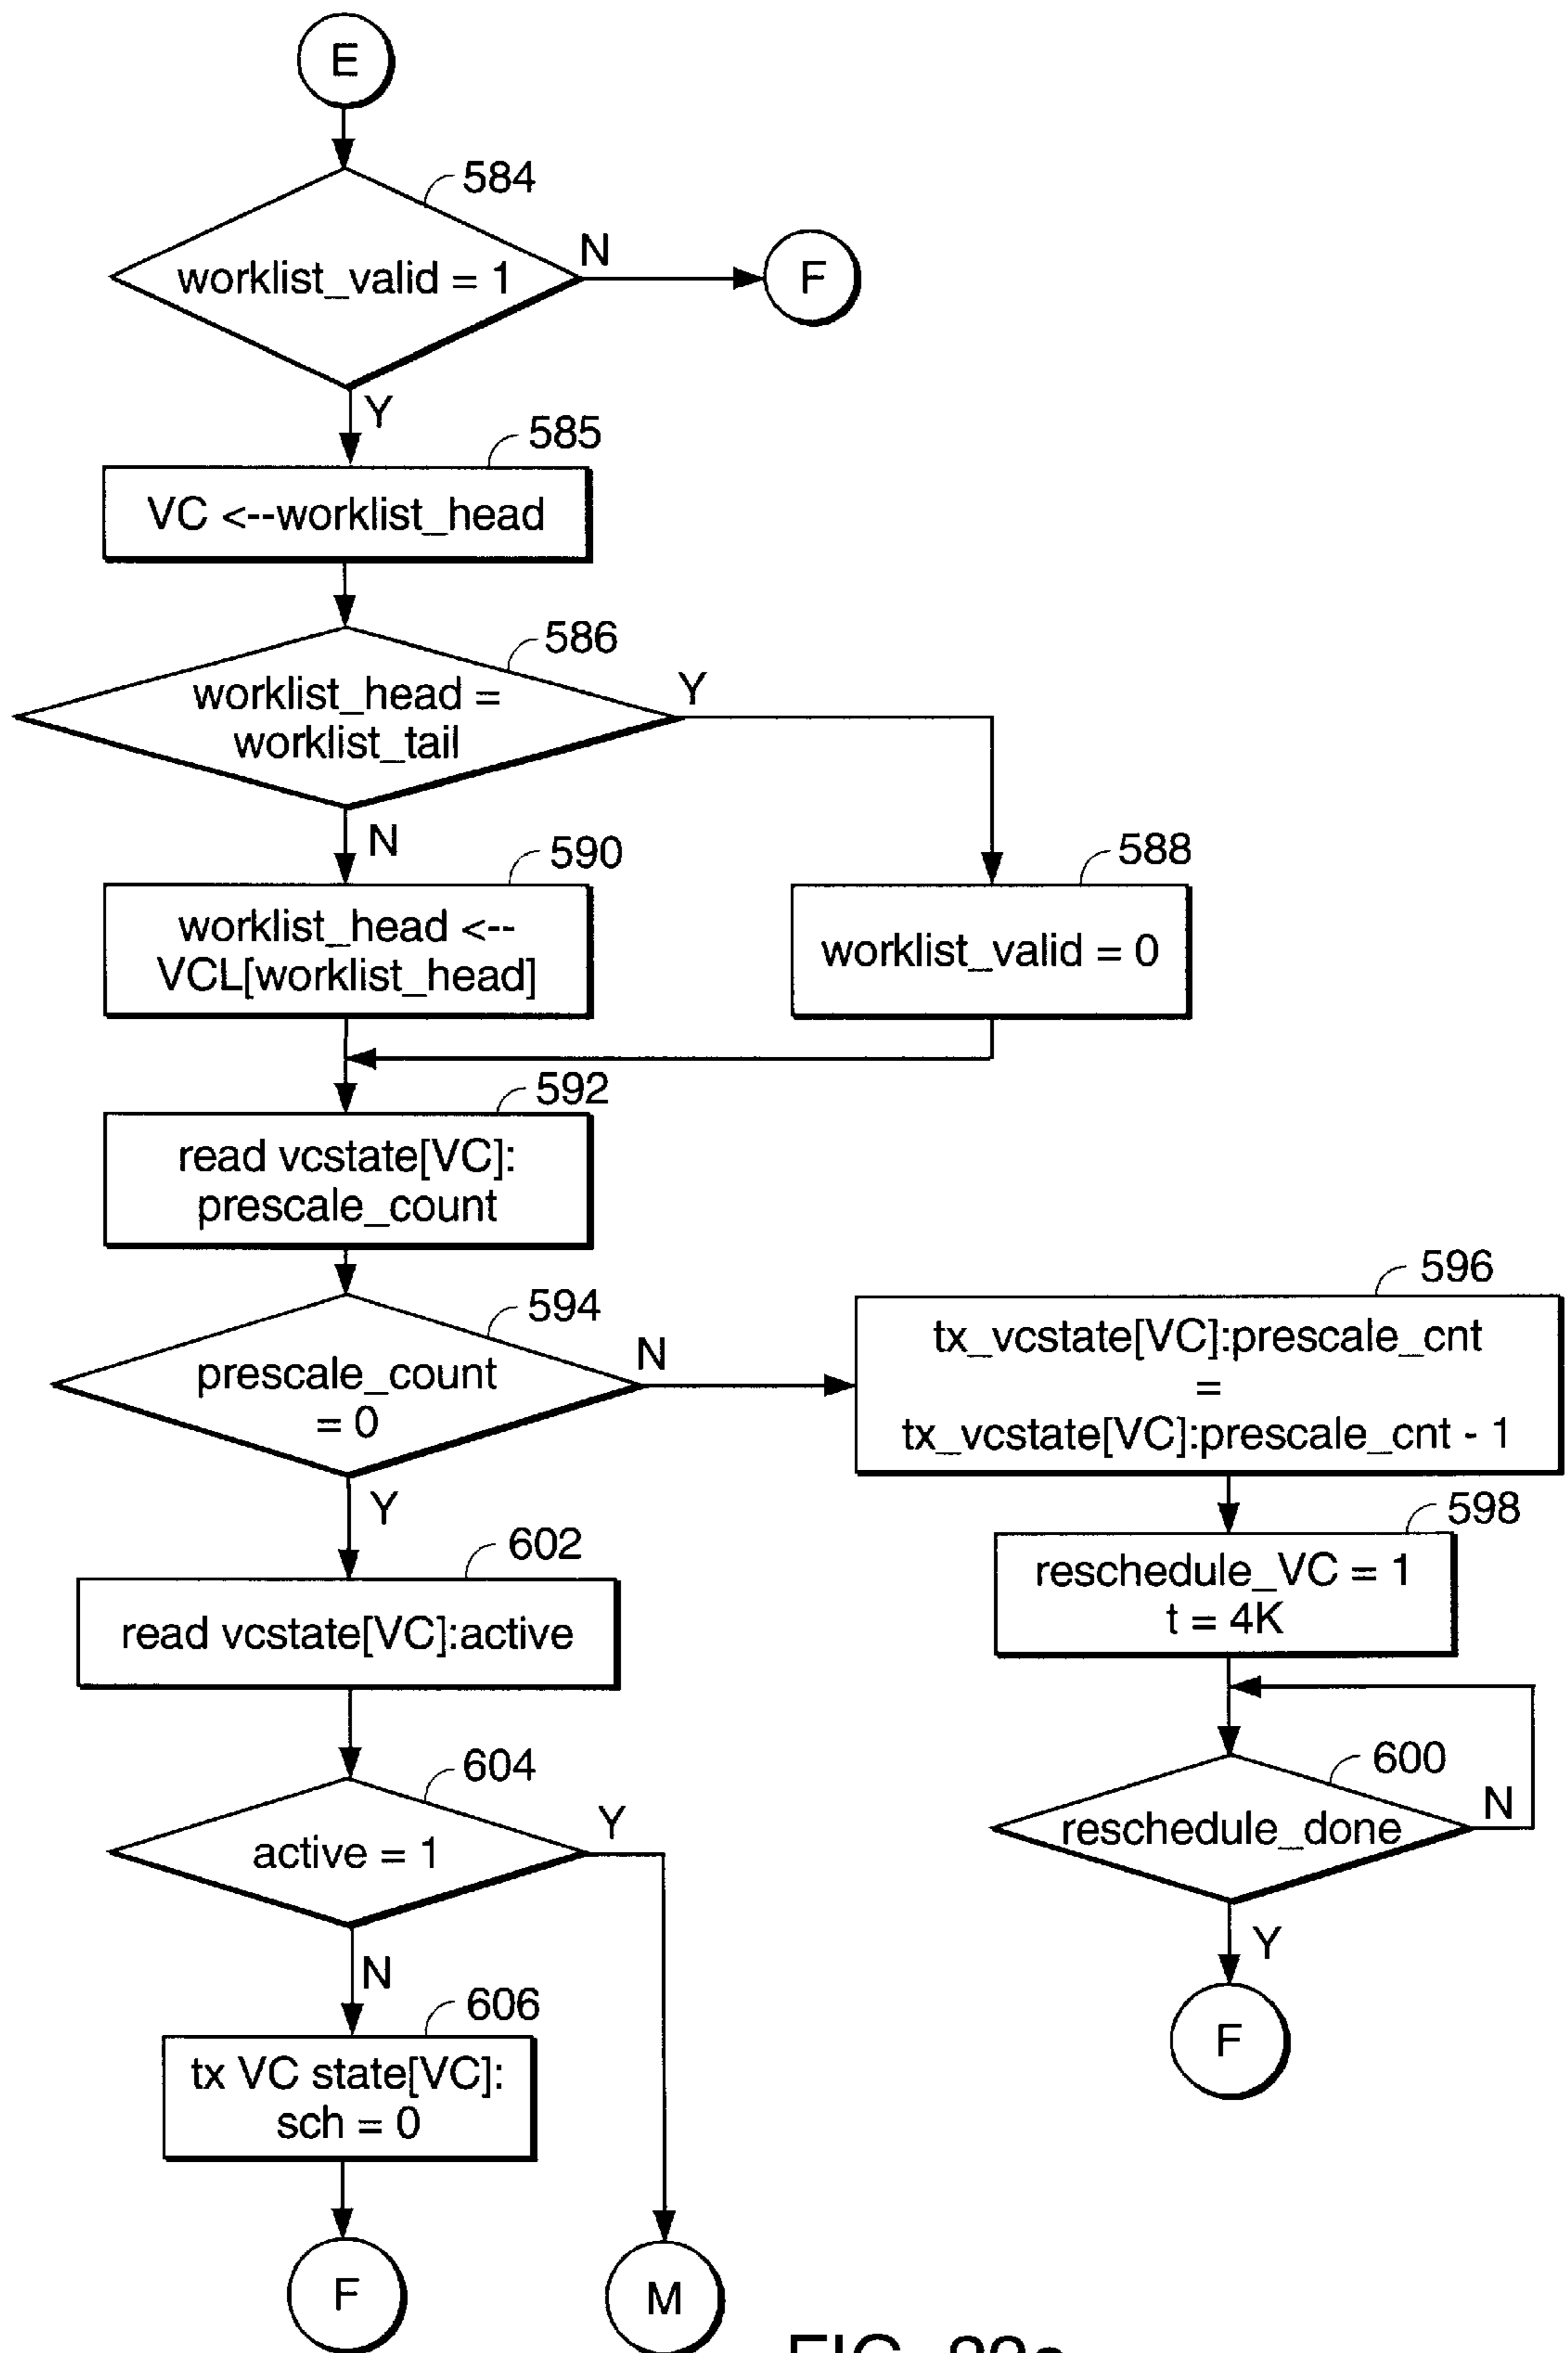 E
584
worklist_valid = 1
N
F
Y
585
VC <--worklist_head
586
worklist_head =
worklist_tail
Y
N
590
worklist_head <--
VCL[worklist_head]
588
worklist_valid = 0
592
read vcstate[VC]:
prescale_count
594
prescale_count
= 0
N
596
tx_vcstate[VC]:prescale_cnt
=
tx_vcstate[VC]:prescale_cnt - 1
Y
598
reschedule_VC = 1
t = 4K
602
read vcstate[VC]:active
600
reschedule_done
N
604
active = 1
Y
N
Y
606
tx VC state[VC]:
sch = 0
F
F
M